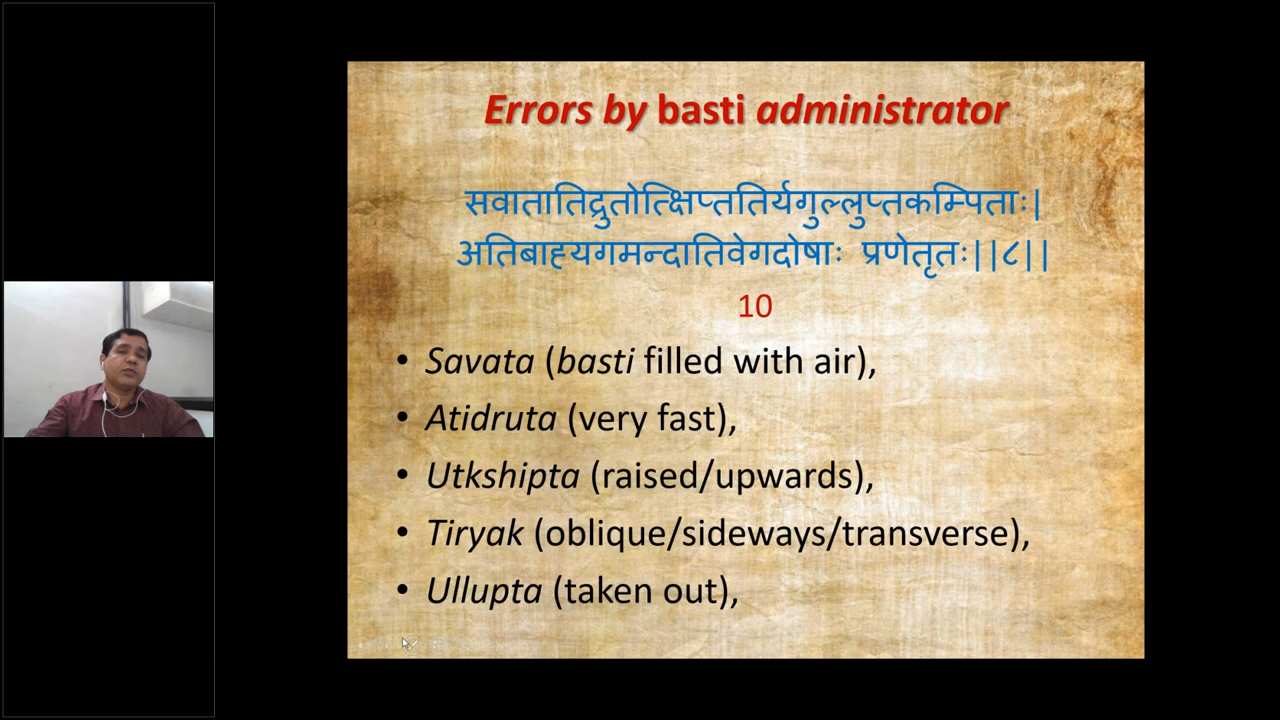 Errors by basti administrator
सवातातिद्रुतोत्क्षिप्ततिर्यगुल्लुप्तकम्पिताः|
अतिबाह्यगमन्दातिवेगदोषाः प्रणेतृतः||८||
10
• Savata (basti filled with air),
• Atidruta (very fast),
• Utkshipta (raised/upwards),
• Tiryak (oblique/sideways/transverse),
• Ullupta (taken out),